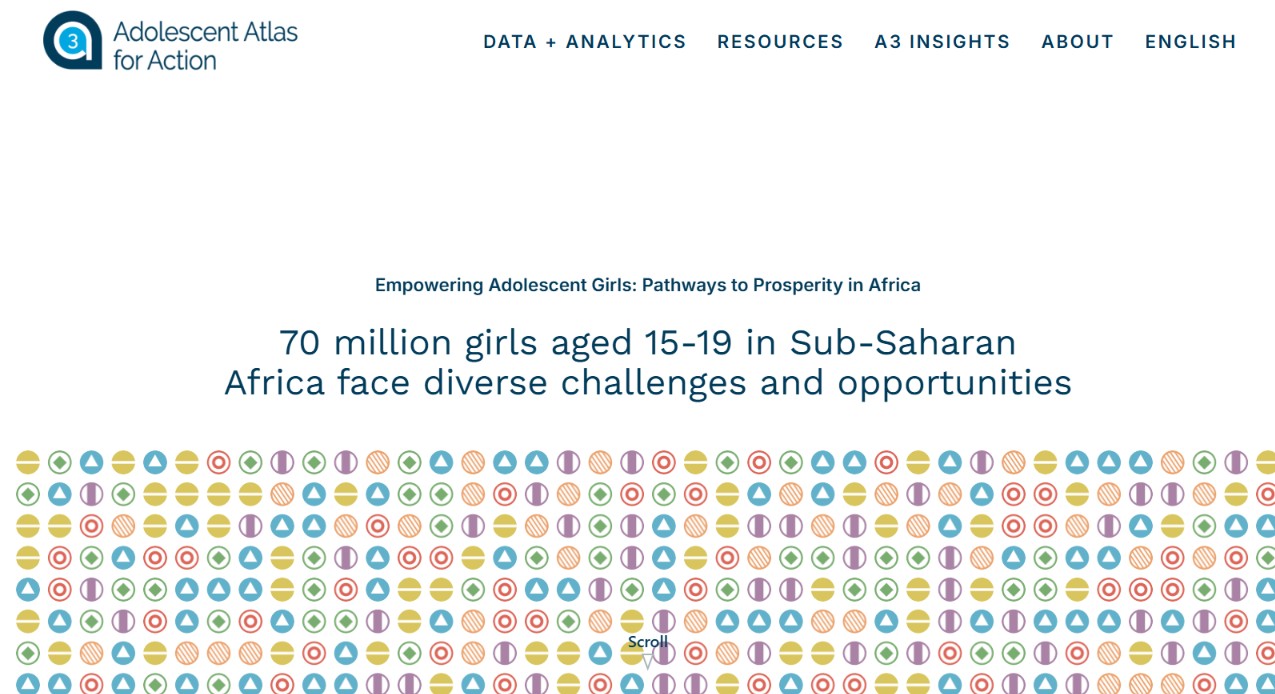 3
Adolescent Atlas
for Action
DATA + ANALYTICS
RESOURCES
A3 INSIGHTS
ABOUT
ENGLISH
Empowering Adolescent Girls: Pathways to Prosperity in Africa
70 million girls aged 15-19 in Sub-Saharan
Africa face diverse challenges and opportunities
Scroll